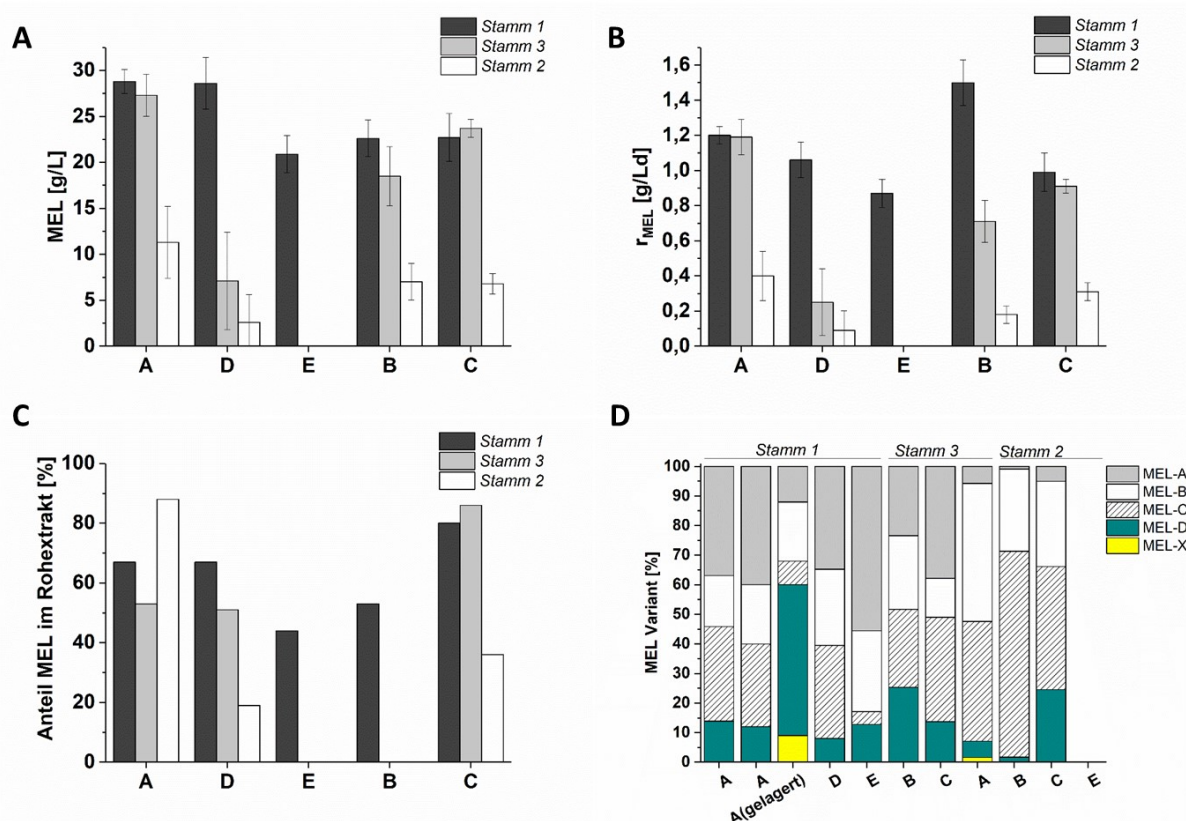 A
Stamm 1
Stamm 3
Stamm 2
MEL [g/L]
30
25
20
15
10
5
0
A D E B C
B
Stamm 1
Stamm 3
Stamm 2
rMEL [g/Ld]
1,6
1,4
1,2
1,0
0,8
0,6
0,4
0,2
0,0
A D E B C
C
Stamm 1
Stamm 3
Stamm 2
Anteil MEL im Rohextrakt [%]
100
80
60
40
20
0
A D E B C
D
Stamm 1 Stamm 3 Stamm 2
MEL-A
MEL-B
MEL-C
MEL-D
MEL-X
MEL Variant [%]
100
90
80
70
60
50
40
30
20
10
0
A A A(gelagert) D E B C A B C E